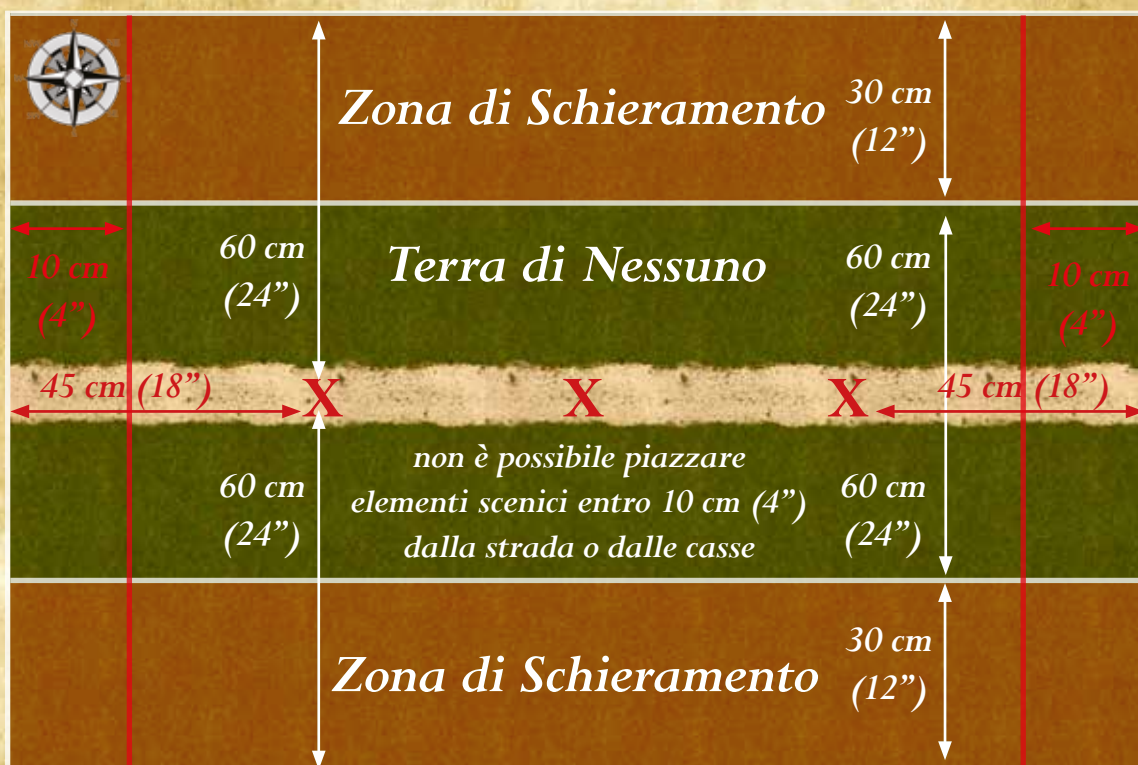 Zona di Schieramento
30 cm
(12”)
10 cm
(4”)
60 cm
(24”)
Terra di Nessuno
60 cm
(24”)
10 cm
(4”)
45 cm (18”)
X
X
X
45 cm (18”)
60 cm
(24”)
non è possibile piazzare
elementi scenici entro 10 cm (4”)
dalla strada o dalle casse
60 cm
(24”)
Zona di Schieramento
30 cm
(12”)